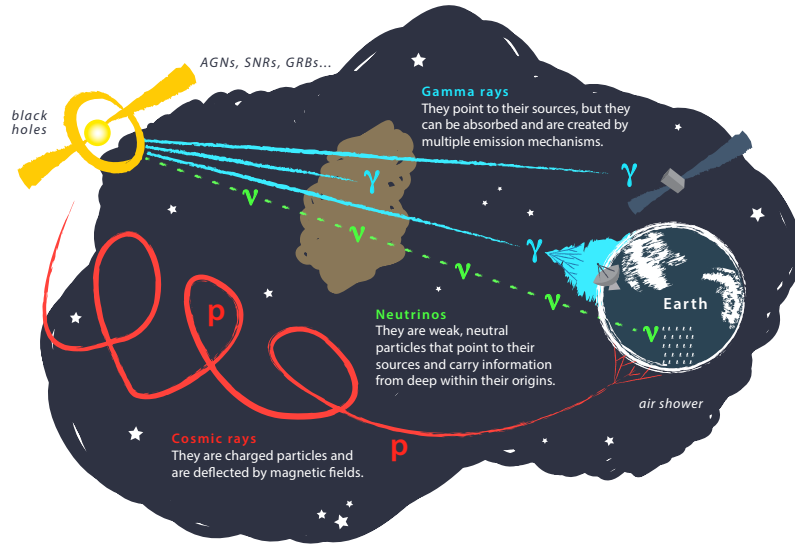 AGNs, SNRs, GRBs...
black
holes
Gamma rays
They point to their sources, but they
can be absorbed and are created by
multiple emission mechanisms.
γ
γ
ν
ν
γ
ν
ν
Earth
ν
p
Neutrinos
They are weak, neutral
particles that point to their
sources and carry information
from deep within their origins.
air shower
Cosmic rays
They are charged particles and
are deflected by magnetic fields.
p